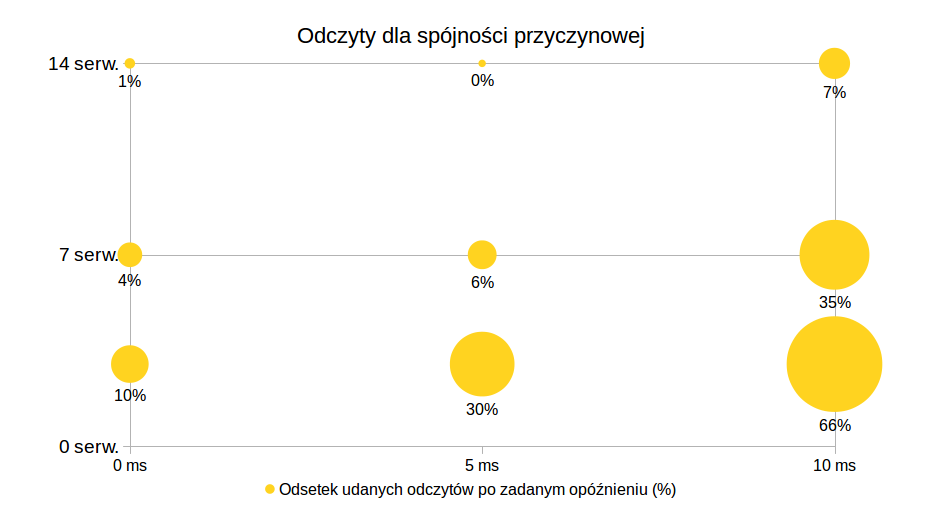 Odczyty dla spójności przyczynowej
14 serw.
1%
0%
7%
7 serw.
4%
6%
35%
10%
30%
66%
0 serw.
0 ms
5 ms
10 ms
Odsetek udanych odczytów po zadanym opóźnieniu (%)